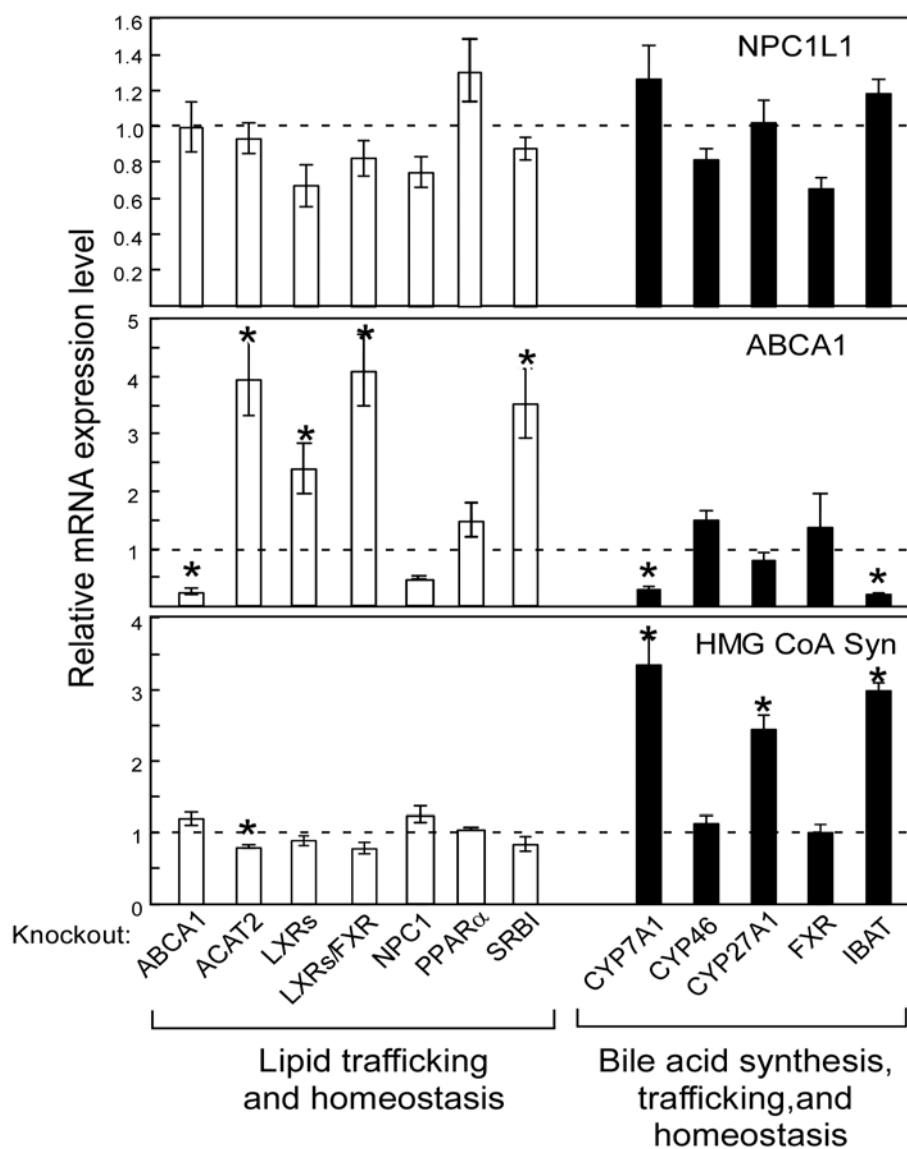 Relative mRNA expression level
NPC1L1
1.6
1.4
1.2
1.0
0.8
0.6
0.4
0.2
ABCA1
5
4
3
2
1
* * * * * * *
HMG CoA Syn
4
3
2
1
0
* * * *
Knockout: ABCA1 ACAT2 LXRs LXRs/FXR NPC1 PPARα SRBI CYP7A1 CYP46 CYP27A1 FXR IBAT
Lipid trafficking
and homeostasis
Bile acid synthesis,
trafficking,and
homeostasis